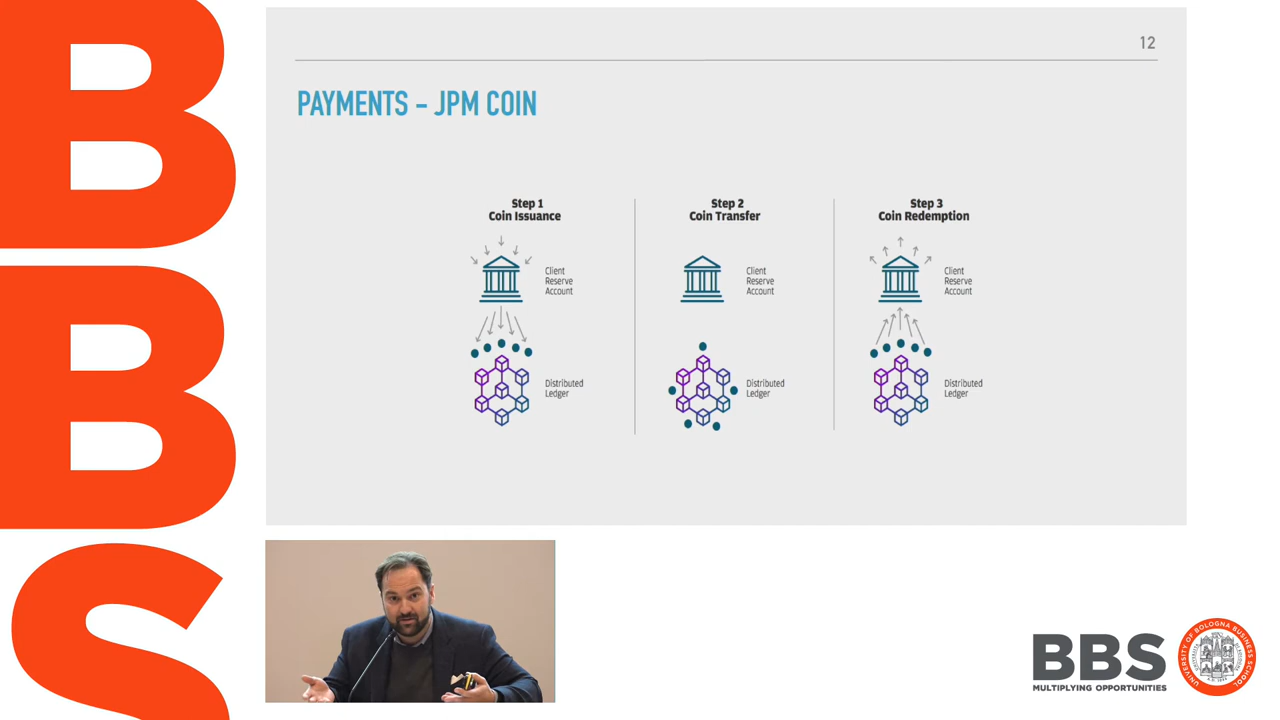 BBS
12
PAYMENTS – JPM COIN
Step 1
Coin Issuance
Client
Reserve
Account
Distributed
Ledger
Step 2
Coin Transfer
Client
Reserve
Account
Distributed
Ledger
Step 3
Coin Redemption
Client
Reserve
Account
Distributed
Ledger
BBS
MULTIPLYING OPPORTUNITIES
UNIVERSITY OF BOLOGNA BUSINESS SCHOOL